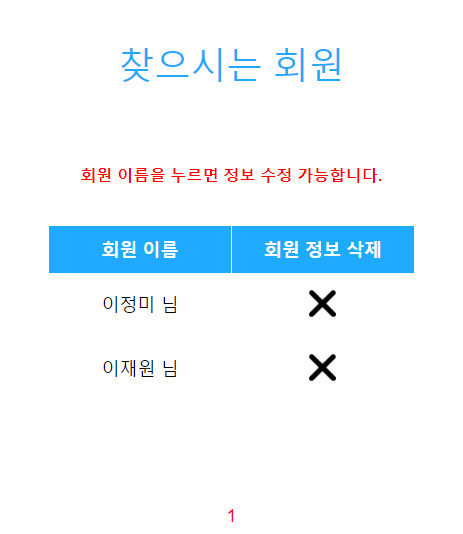 찾으시는 회원
회원 이름을 누르면 정보 수정 가능합니다.
회원 이름 회원 정보 삭제
이정미 님
이재원 님
1